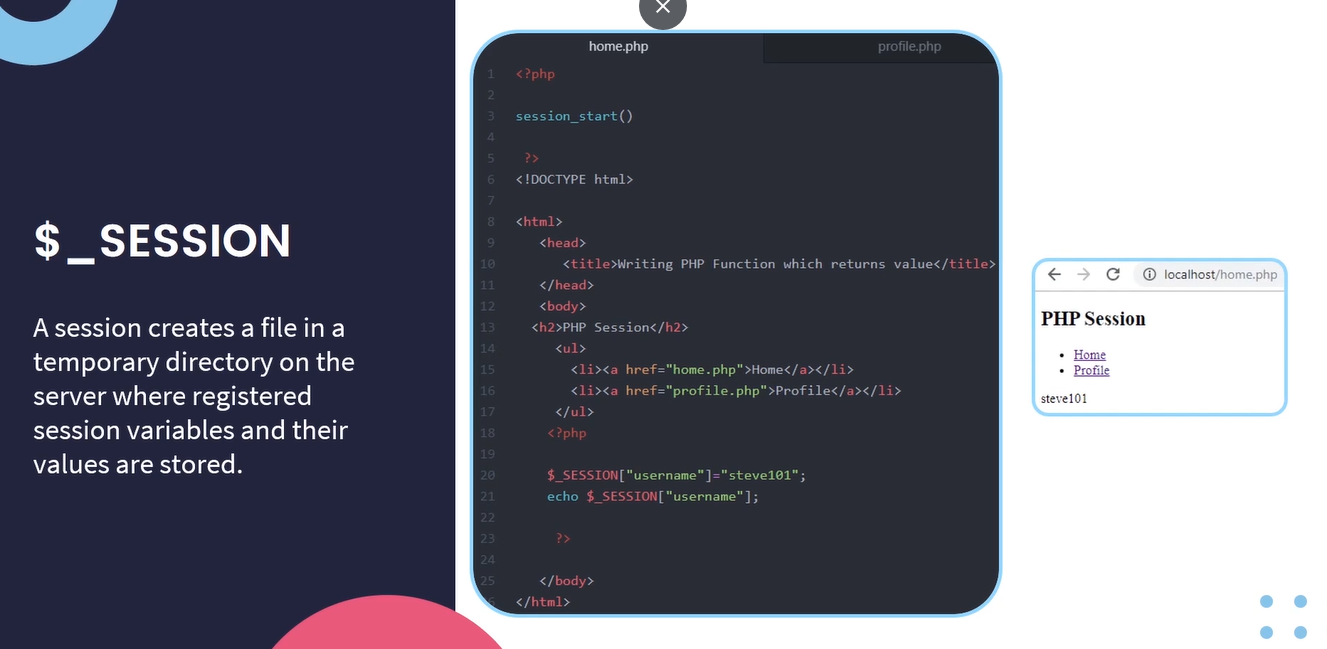 $_SESSION
A session creates a file in a
temporary directory on the
server where registered
session variables and their
values are stored.
home.php profile.php
1 <?php
2
3 session_start()
4
5 ?>
6 <!DOCTYPE html>
7
8 <html>
9 <head>
10 <title>Writing PHP Function which returns value</title>
11 </head>
12 <body>
13 <h2>PHP Session</h2>
14 <ul>
15 <li><a href="home.php">Home</a></li>
16 <li><a href="profile.php">Profile</a></li>
17 </ul>
18 <?php
19
20 $_SESSION["username"]="steve101";
21 echo $_SESSION["username"];
22
23 ?>
24
25 </body>
</html>
localhost/home.php
PHP Session
Home
Profile
steve101